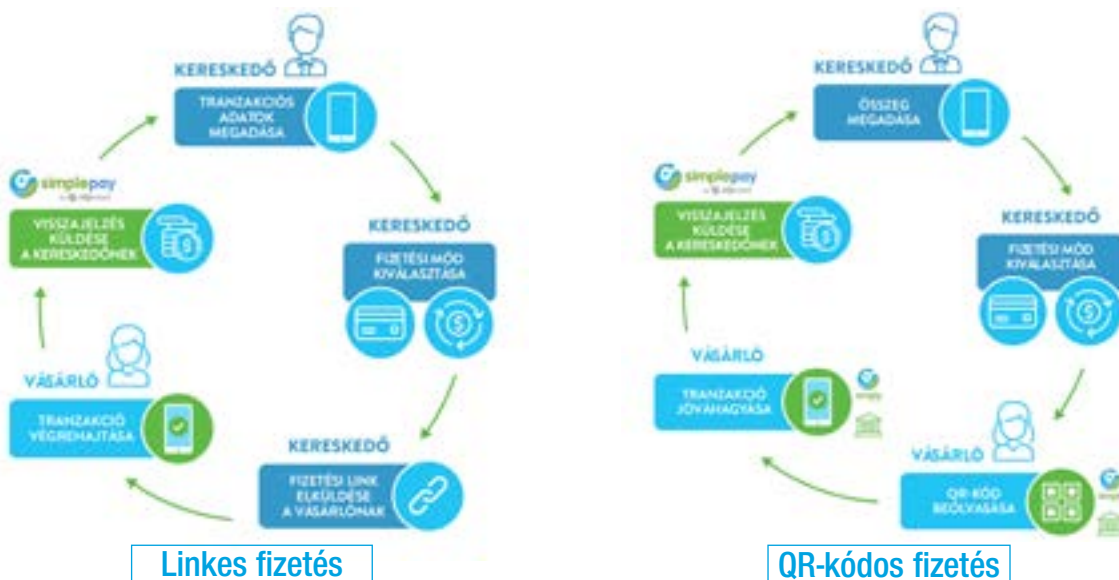 KERESKEDŐ
TRANZAKCIÓS
ADATOK
MEGADÁSA
simplepay
VISSZAJELZÉS
KÜLDÉSE
A KERESKEDŐNEK
KERESKEDŐ
FIZETÉSI MÓD
KIVÁLASZTÁSA
VÁSÁRLÓ
TRANZAKCIÓ
VÉGREHAJTÁSA
KERESKEDŐ
FIZETÉSI LINK
ELKÜLDÉSE
A VÁSÁRLÓNAK
Linkes fizetés
KERESKEDŐ
ÖSSZEG
MEGADÁSA
simplepay
VISSZAJELZÉS
KÜLDÉSE
A KERESKEDŐNEK
KERESKEDŐ
FIZETÉSI MÓD
KIVÁLASZTÁSA
VÁSÁRLÓ
TRANZAKCIÓ
JÓVÁHAGYÁSA
simple
VÁSÁRLÓ
QR-KÓD
BEOLVASÁSA
QR-kódos fizetés